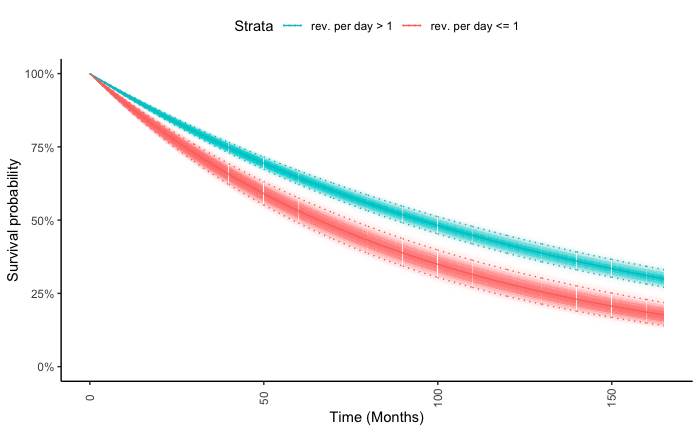 Strata rev. per day > 1 rev. per day <= 1
100%
75%
50%
25%
0%
Survival probability
0 50 100 150
Time (Months)